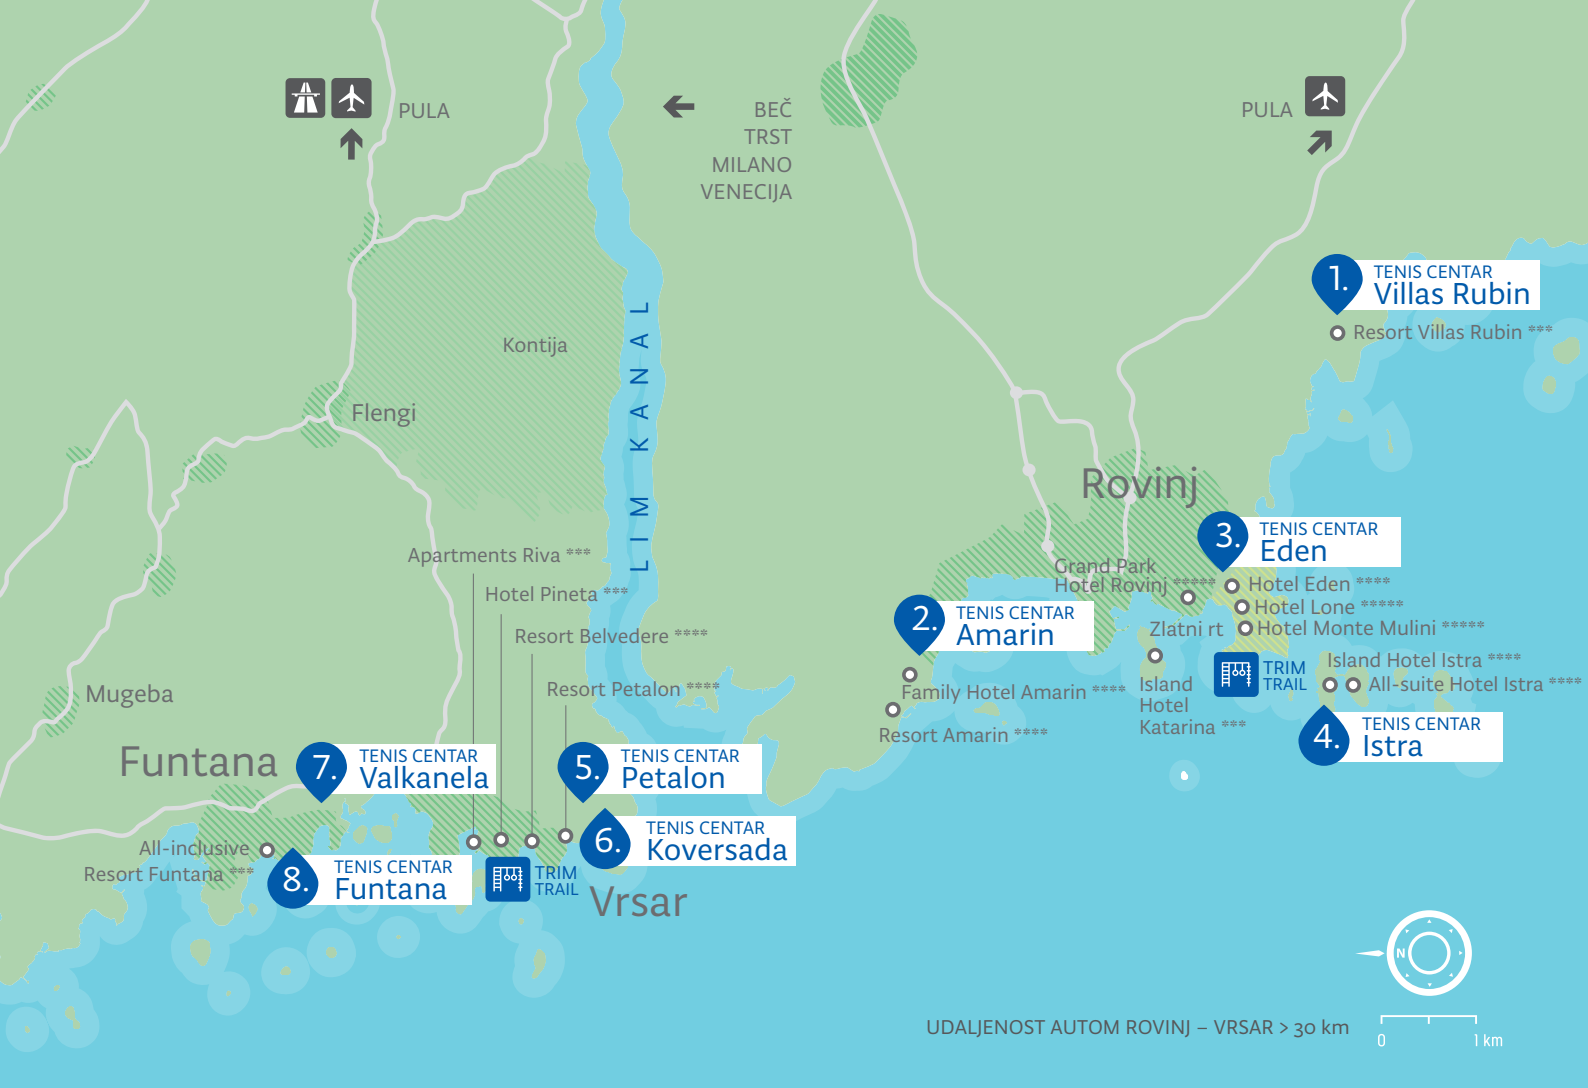 PULA
BEČ
TRST
MILANO
VENECIJA
PULA
1.
TENIS CENTAR
Villas Rubin
Resort Villas Rubin ***
LIM KANAL
Kontija
Flengi
Rovinj
3.
TENIS CENTAR
Eden
Apartments Riva ***
Grand Park
Hotel Rovinj *****
Hotel Eden ****
Hotel Pineta ***
Hotel Lone *****
2.
TENIS CENTAR
Amarin
Zlatni rt
Hotel Monte Mulini *****
Resort Belvedere ****
TRIM
TRAIL
Island Hotel Istra ****
All-suite Hotel Istra ****
Resort Petalon ****
Family Hotel Amarin ****
Island
Hotel
Katarina ***
Mugeba
Resort Amarin ****
4.
TENIS CENTAR
Istra
Funtana
7.
TENIS CENTAR
Valkanela
5.
TENIS CENTAR
Petalon
6.
TENIS CENTAR
Koversada
All-inclusive
Resort Funtana ***
8.
TENIS CENTAR
Funtana
TRIM
TRAIL
Vrsar
N
UDALJENOST AUTOM ROVINJ – VRSAR > 30 km
0
1 km